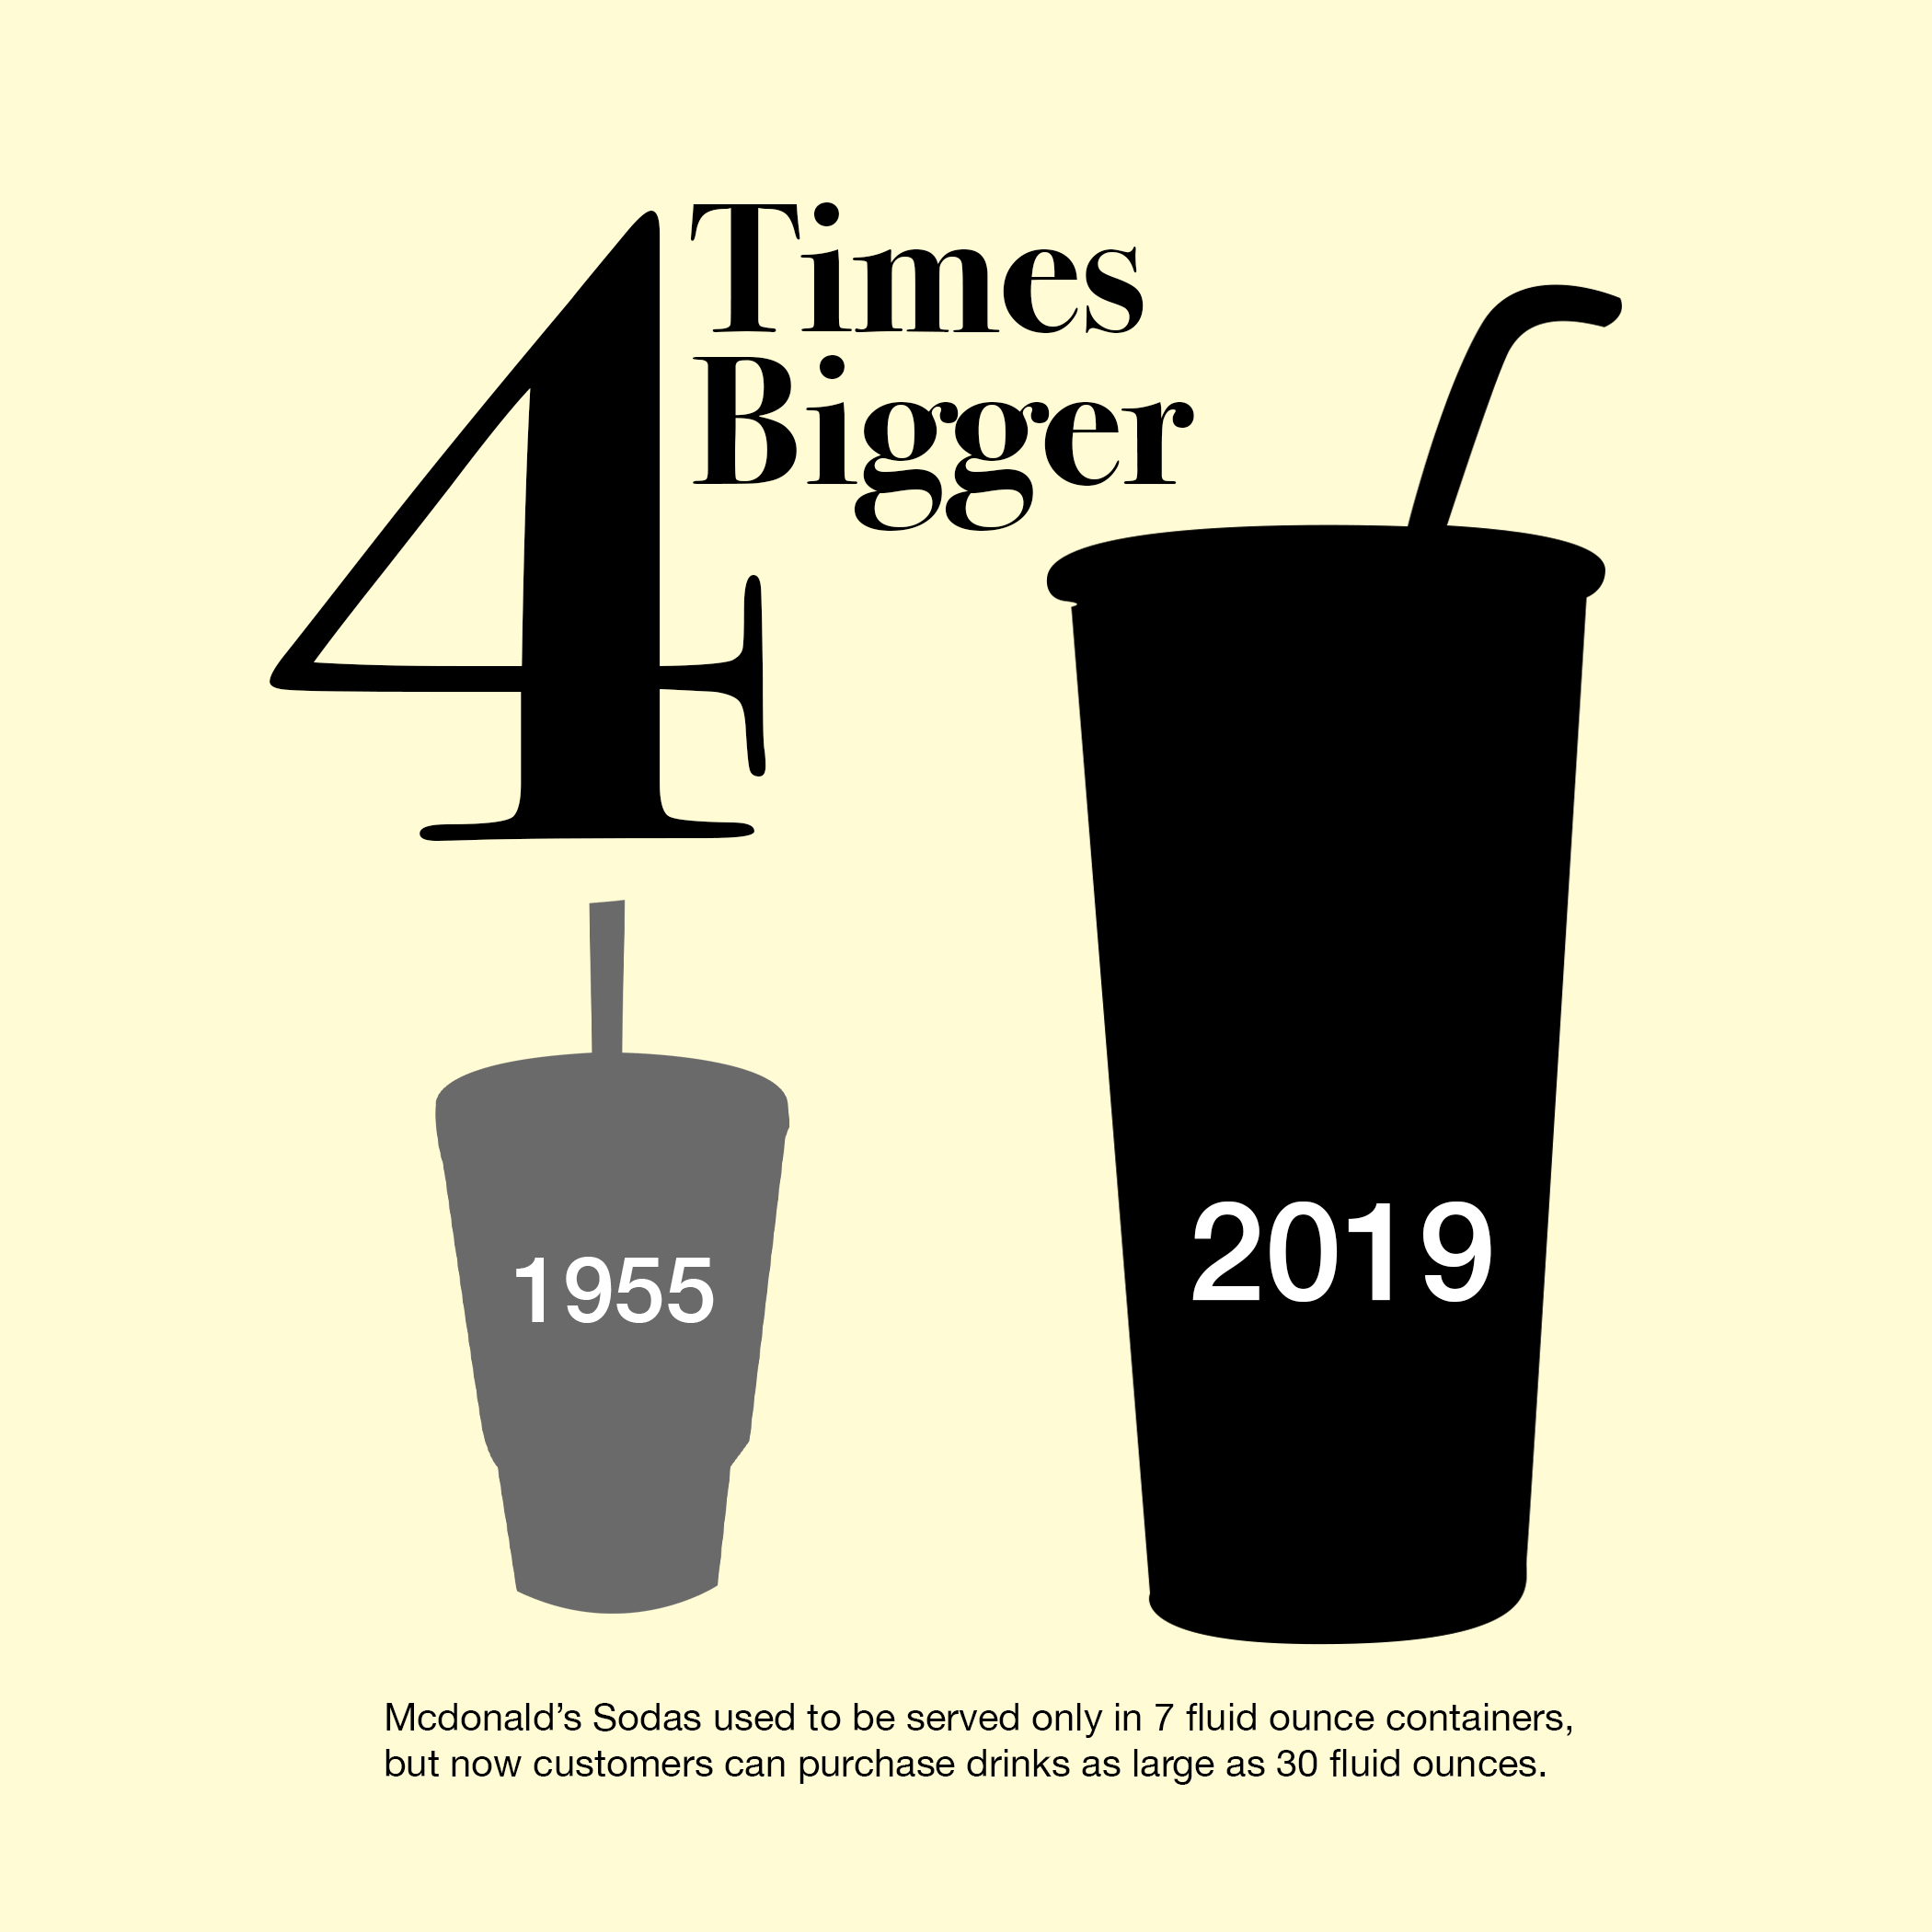 4 Times
Bigger
1955
2019
Mcdonald’s Sodas used to be served only in 7 fluid ounce containers,
but now customers can purchase drinks as large as 30 fluid ounces.